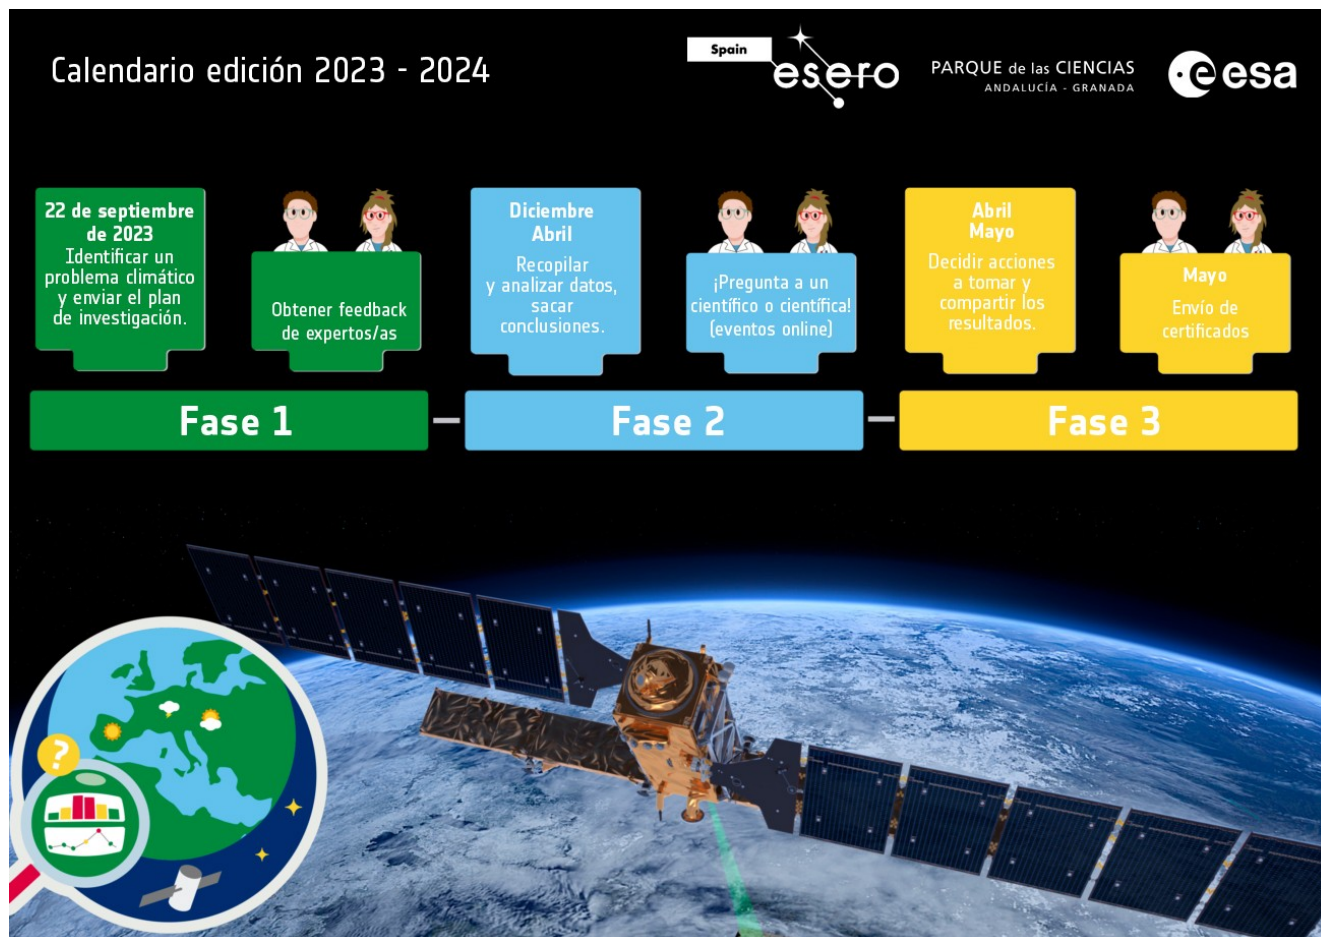 Calendario edición 2023 - 2024
Spain
esero
PARQUE de las CIENCIAS
ANDALUCÍA - GRANADA
esa
22 de septiembre
de 2023
Identificar un
problema climático
y enviar el plan
de investigación.
Obtener feedback
de expertos/as
Diciembre
Abril
Recopilar
y analizar datos,
sacar
conclusiones.
¡Pregunta a un
científico o científica!
(eventos online)
Abril
Mayo
Decidir acciones
a tomar y
compartir los
resultados.
Mayo
Envío de
certificados
Fase 1
Fase 2
Fase 3
?